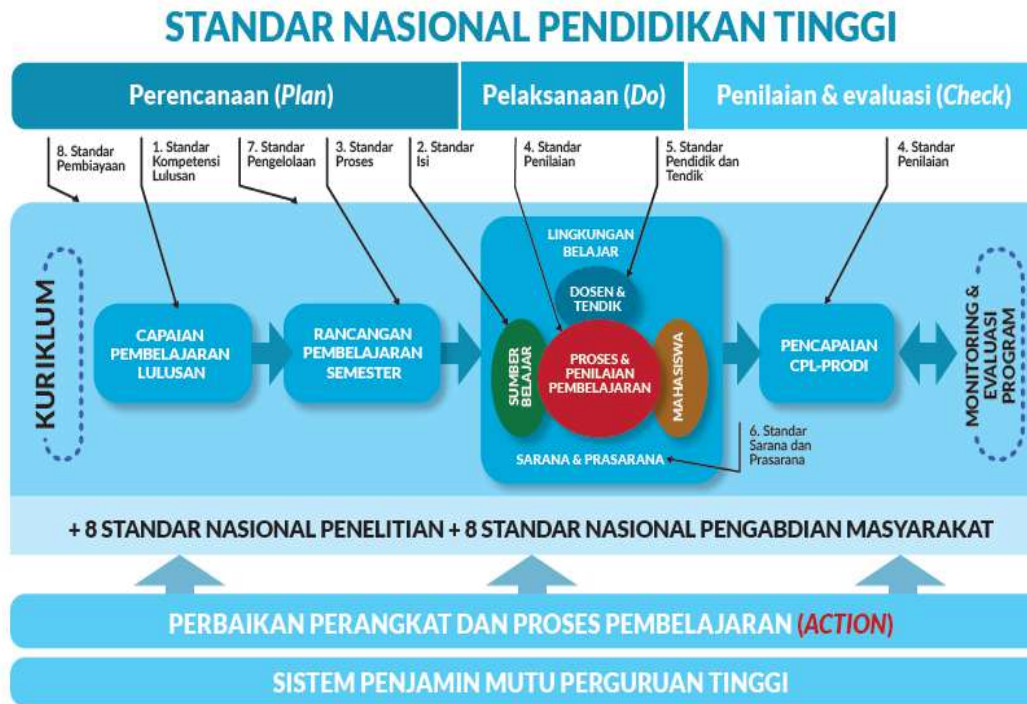 STANDAR NASIONAL PENDIDIKAN TINGGI
Perencanaan (Plan)
Pelaksanaan (Do)
Penilaian & evaluasi (Check)
8. Standar
Pembiayaan
1. Standar
Kompetensi
Lulusan
7. Standar
Pengelolaan
3. Standar
Proses
2. Standar
Isi
4. Standar
Penilaian
5. Standar
Pendidik dan
Tendik
4. Standar
Penilaian
KURIKLUM
CAPAIAN
PEMBELAJARAN
LULUSAN
RANCANGAN
PEMBELAJARAN
SEMESTER
LINGKUNGAN
BELAJAR
DOSEN &
TENDIK
SUMBER
BELAJAR
PROSES &
PENILAIAN
PEMBELAJARAN
MAHASISWA
SARANA & PRASARANA
6. Standar
Sarana dan
Prasarana
PENCAPAIAN
CPL-PRODI
MONITORING &
EVALUASI
PROGRAM
+ 8 STANDAR NASIONAL PENELITIAN + 8 STANDAR NASIONAL PENGABDIAN MASYARAKAT
PERBAIKAN PERANGKAT DAN PROSES PEMBELAJARAN (ACTION)
SISTEM PENJAMIN MUTU PERGURUAN TINGGI